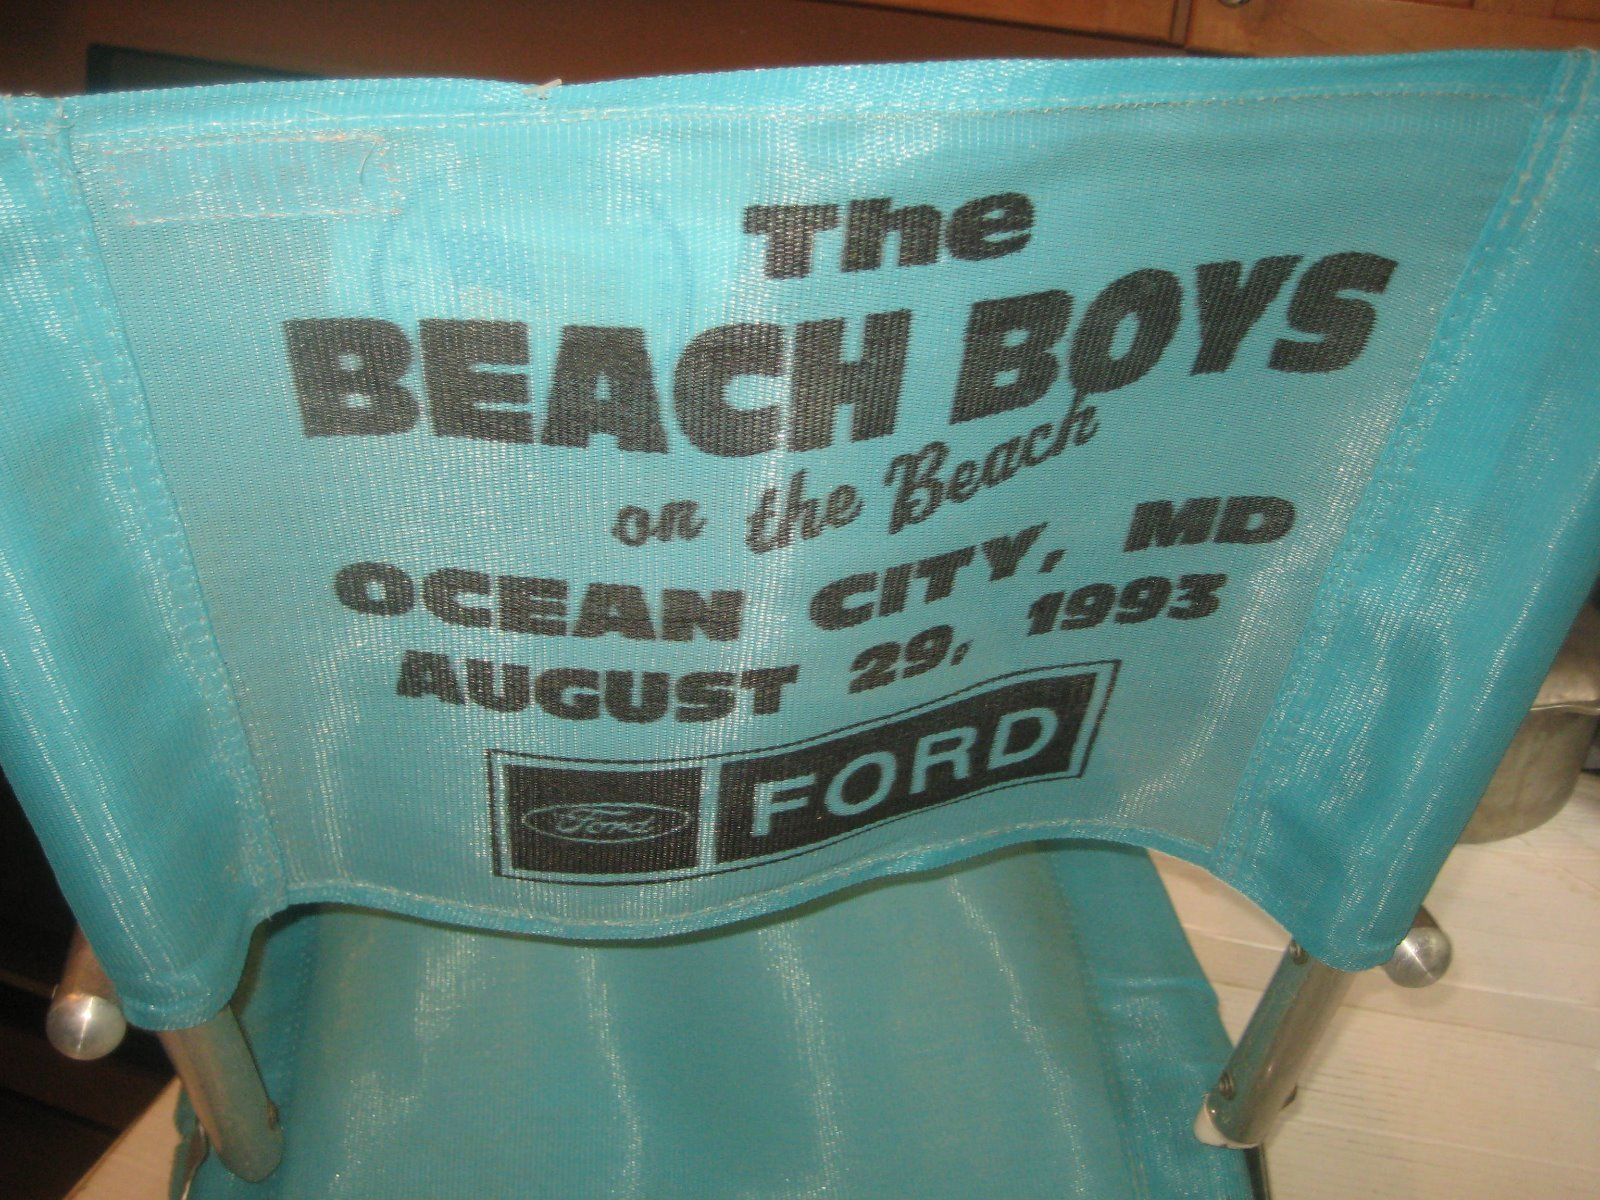 The
BEACH BOYS
on the Beach
OCEAN CITY, MD
AUGUST 29, 1993
Ford FORD